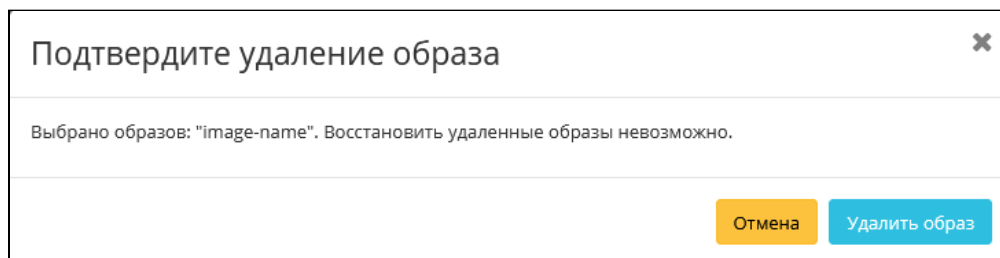 Подтвердите удаление образа
Выбрано образов: "image-name". Восстановить удаленные образы невозможно.
Отмена
Удалить образ